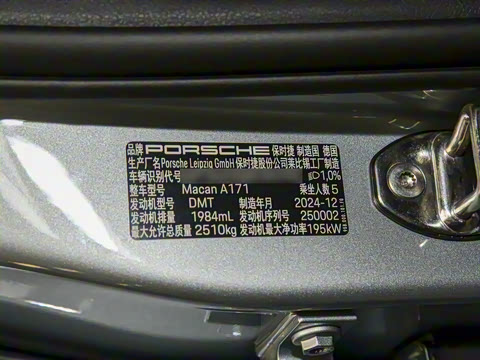 品牌 PORSCHE 保时捷 制造国 德国
生产厂名 Porsche Leipzig GmbH 保时捷股份公司莱比锡工厂制造
车辆识别代号 1,0%
整车型号 Macan A171 乘坐人数 5
发动机型号 DMT 制造年月 2024-12
发动机排量 1984mL 发动机序列号 250002
最大允许总质量 2510kg 发动机最大净功率 195kW